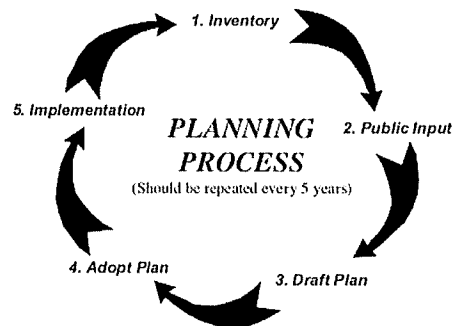 1. Inventory
2. Public Input
3. Draft Plan
4. Adopt Plan
5. Implementation
PLANNING
PROCESS
(Should be repeated every 5 years)